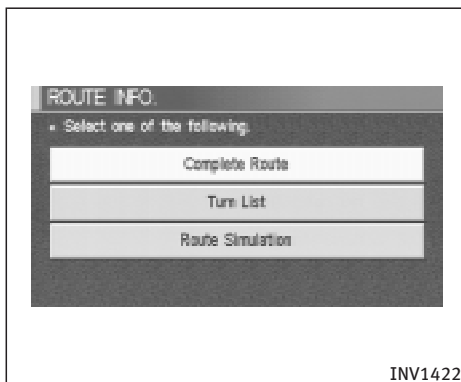 ROUTE INFO.
• Select one of the following.
Complete Route
Turn List
Route Simulation
INV1422